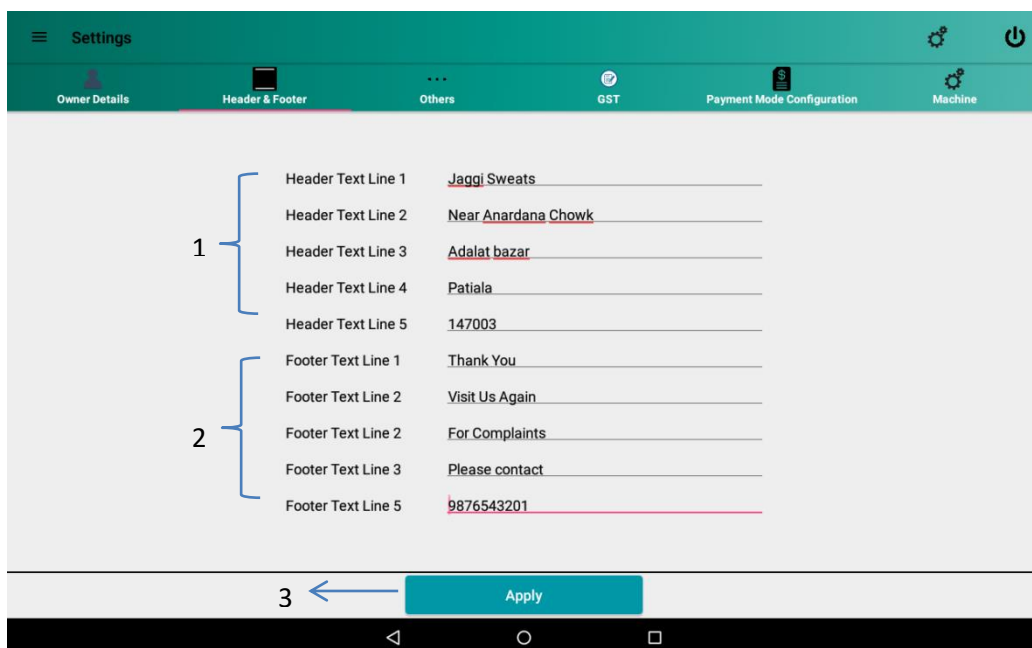 Settings
Owner Details Header & Footer Others GST Payment Mode Configuration Machine
Header Text Line 1 Jaggi Sweats
Header Text Line 2 Near Anardana Chowk
1 Header Text Line 3 Adalat bazar
Header Text Line 4 Patiala
Header Text Line 5 147003
Footer Text Line 1 Thank You
Footer Text Line 2 Visit Us Again
2 Footer Text Line 2 For Complaints
Footer Text Line 3 Please contact
Footer Text Line 5 9876543201
3 Apply